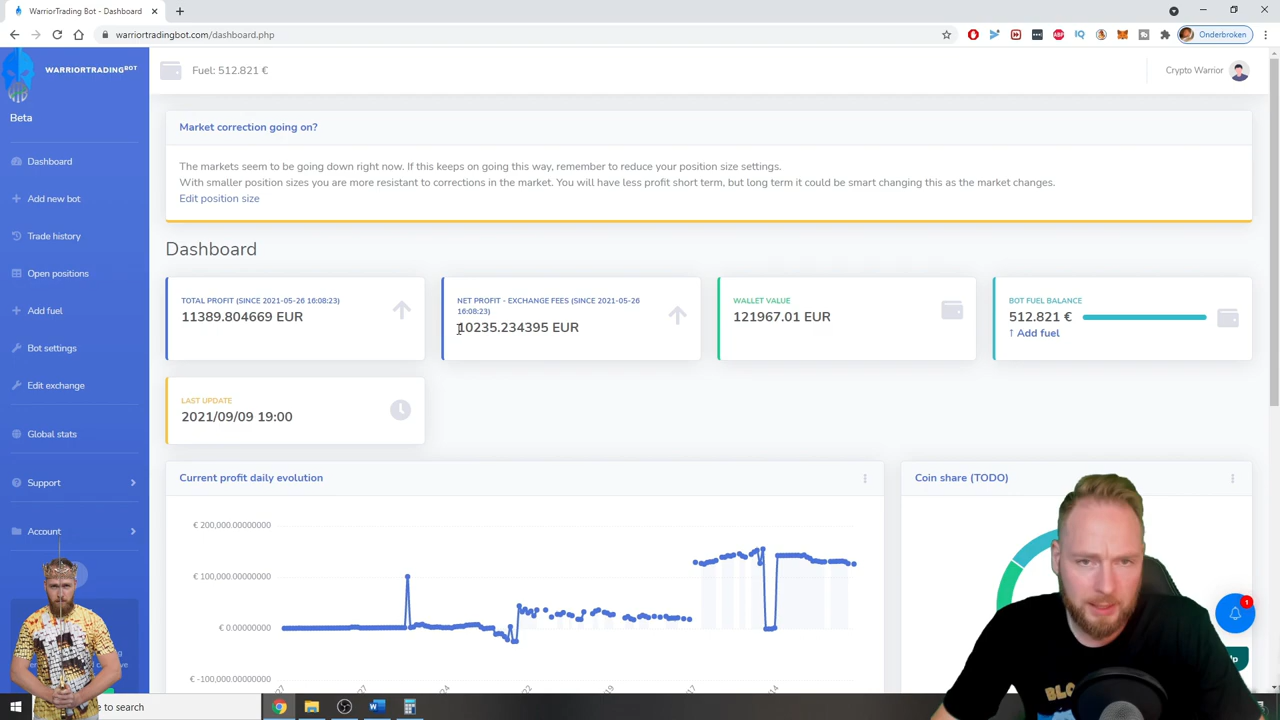 WarriorTrading Bot - Dashboard
warriortradingbot.com/dashboard.php
ABP
IQ
Onderbroken
WARRIORTRADINGBOT
Fuel: 512.821 €
Crypto Warrior
Beta
Dashboard
Add new bot
Trade history
Open positions
Add fuel
Bot settings
Edit exchange
Global stats
Support
Account
Market correction going on?
The markets seem to be going down right now. If this keeps on going this way, remember to reduce your position size settings.
With smaller position sizes you are more resistant to corrections in the market. You will have less profit short term, but long term it could be smart changing this as the market changes.
Edit position size
Dashboard
TOTAL PROFIT (SINCE 2021-05-26 16:08:23)
11389.804669 EUR
NET PROFIT - EXCHANGE FEES (SINCE 2021-05-26
16:08:23)
10235.234395 EUR
WALLET VALUE
121967.01 EUR
BOT FUEL BALANCE
512.821 €
↑ Add fuel
LAST UPDATE
2021/09/09 19:00
Current profit daily evolution
€ 200,000.00000000
€ 100,000.00000000
€ 0.00000000
€ -100,000.00000000
Coin share (TODO)
1
to search